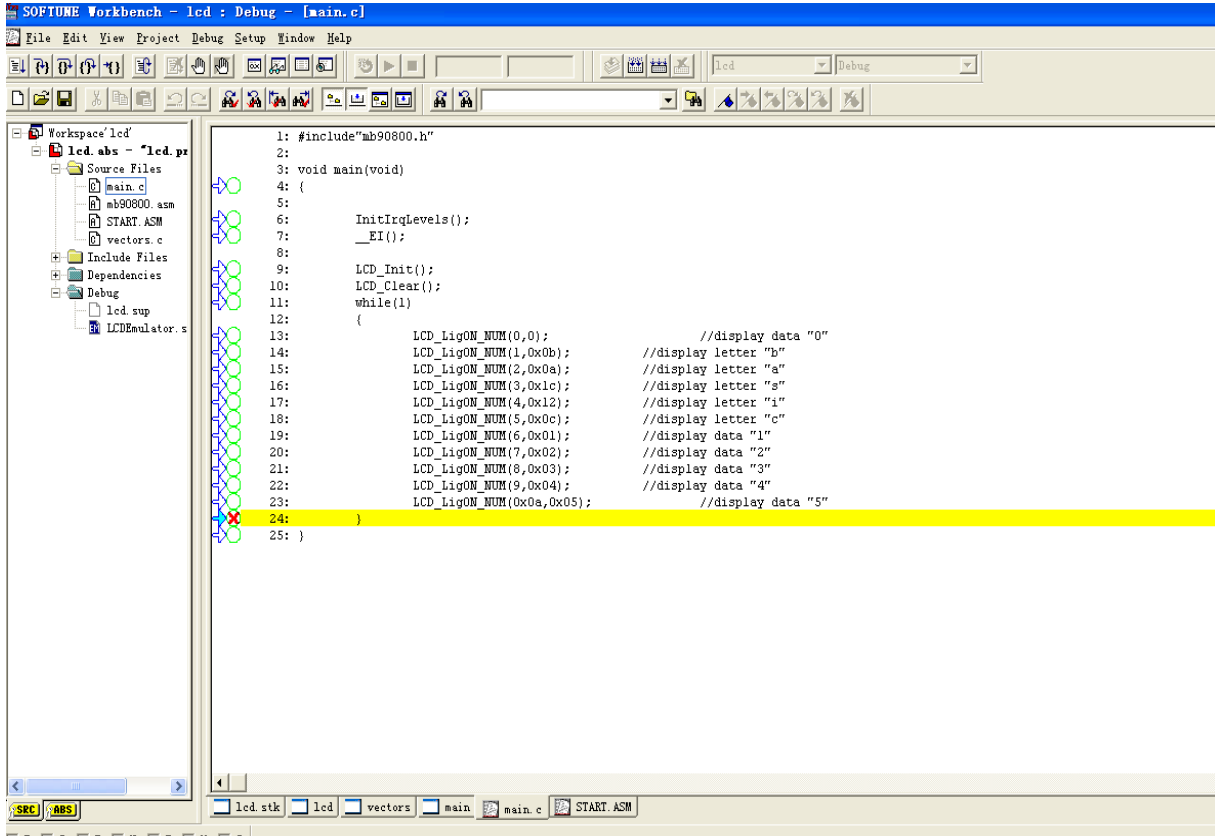 SOFTUNE Workbench - lcd : Debug - [main.c]
File Edit View Project Debug Setup Window Help
lcd Debug
Workspace'lcd'
lcd.abs - "lcd.pr
Source Files
main.c
mb90800.asm
START.ASM
vectors.c
Include Files
Dependencies
Debug
lcd.sup
LCDEmulator.s
1: #include"mb90800.h"
2:
3: void main(void)
4: {
5:
6: InitIrqLevels();
7: __EI();
8:
9: LCD_Init();
10: LCD_Clear();
11: while(1)
12: {
13: LCD_LigON_NUM(0,0); //display data "0"
14: LCD_LigON_NUM(1,0x0b); //display letter "b"
15: LCD_LigON_NUM(2,0x0a); //display letter "a"
16: LCD_LigON_NUM(3,0x1c); //display letter "s"
17: LCD_LigON_NUM(4,0x12); //display letter "i"
18: LCD_LigON_NUM(5,0x0c); //display letter "c"
19: LCD_LigON_NUM(6,0x01); //display data "1"
20: LCD_LigON_NUM(7,0x02); //display data "2"
21: LCD_LigON_NUM(8,0x03); //display data "3"
22: LCD_LigON_NUM(9,0x04); //display data "4"
23: LCD_LigON_NUM(0x0a,0x05); //display data "5"
24: }
25: }
SRC ABS
lcd.stk lcd vectors main main.c START.ASM